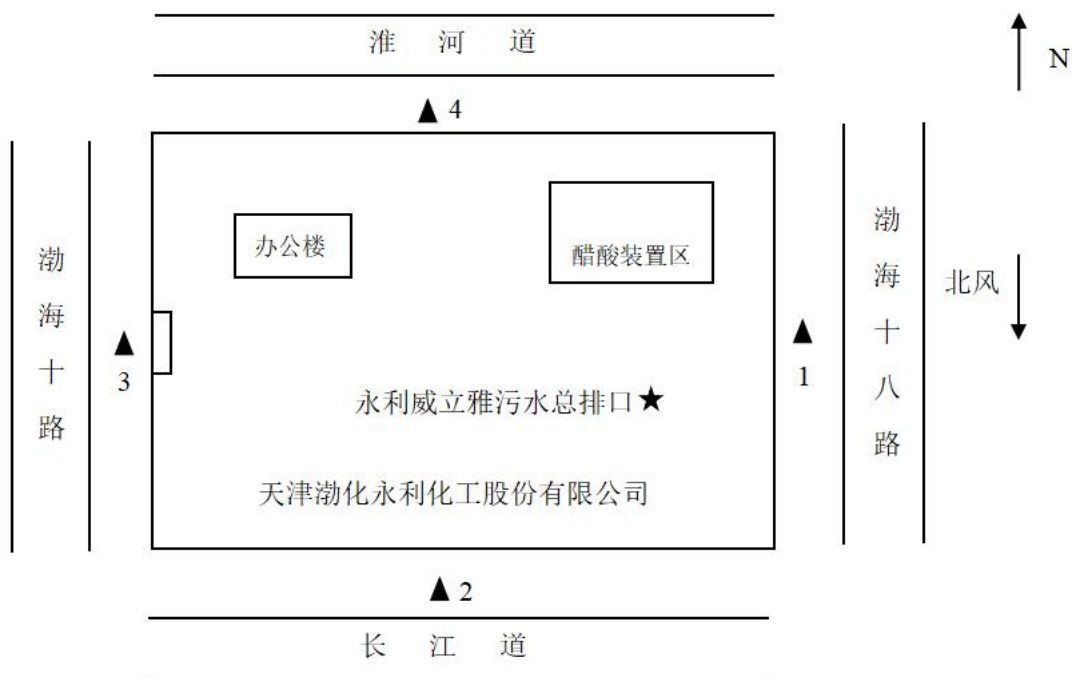 淮河道
N
▲ 4
办公楼
醋酸装置区
渤海十路
渤海十八路
北风
▲
3
▲
1
永利威立雅污水总排口★
天津渤化永利化工股份有限公司
▲ 2
长江道